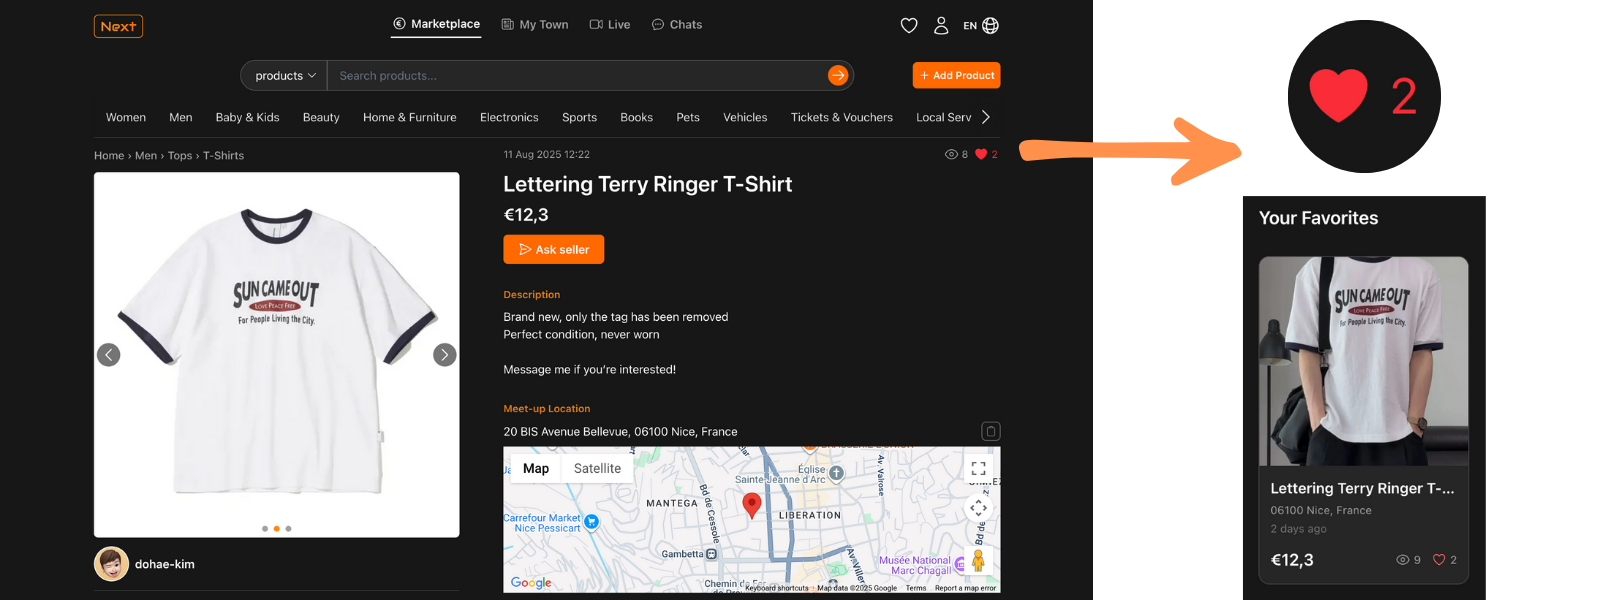 Next
Marketplace
My Town
Live
Chats
EN
products
Search products...
+ Add Product
Women
Men
Baby & Kids
Beauty
Home & Furniture
Electronics
Sports
Books
Pets
Vehicles
Tickets & Vouchers
Local Serv
Home › Men › Tops › T-Shirts
11 Aug 2025 12:22
8
2
SUN CAME OUT
LOVE PEACE FREE
For People Living the City.
dohae-kim
Lettering Terry Ringer T-Shirt
€12,3
Ask seller
Description
Brand new, only the tag has been removed
Perfect condition, never worn
Message me if you're interested!
Meet-up Location
20 BIS Avenue Bellevue, 06100 Nice, France
Map
Satellite
Église
Sainte-Jeanne d'Arc
Av. Valrose
MANTEGA
Bd de Cessole
LIBERATION
Carrefour Market
Nice Pessicart
Gambetta
Musée National
Marc Chagall
Chemin de Fer
Google
Keyboard shortcuts
Map data ©2025 Google
Terms
Report a map error
2
Your Favorites
SUN CAME OUT
LOVE PEACE FREE
For People Living the City.
Lettering Terry Ringer T-...
06100 Nice, France
2 days ago
€12,3
9
2